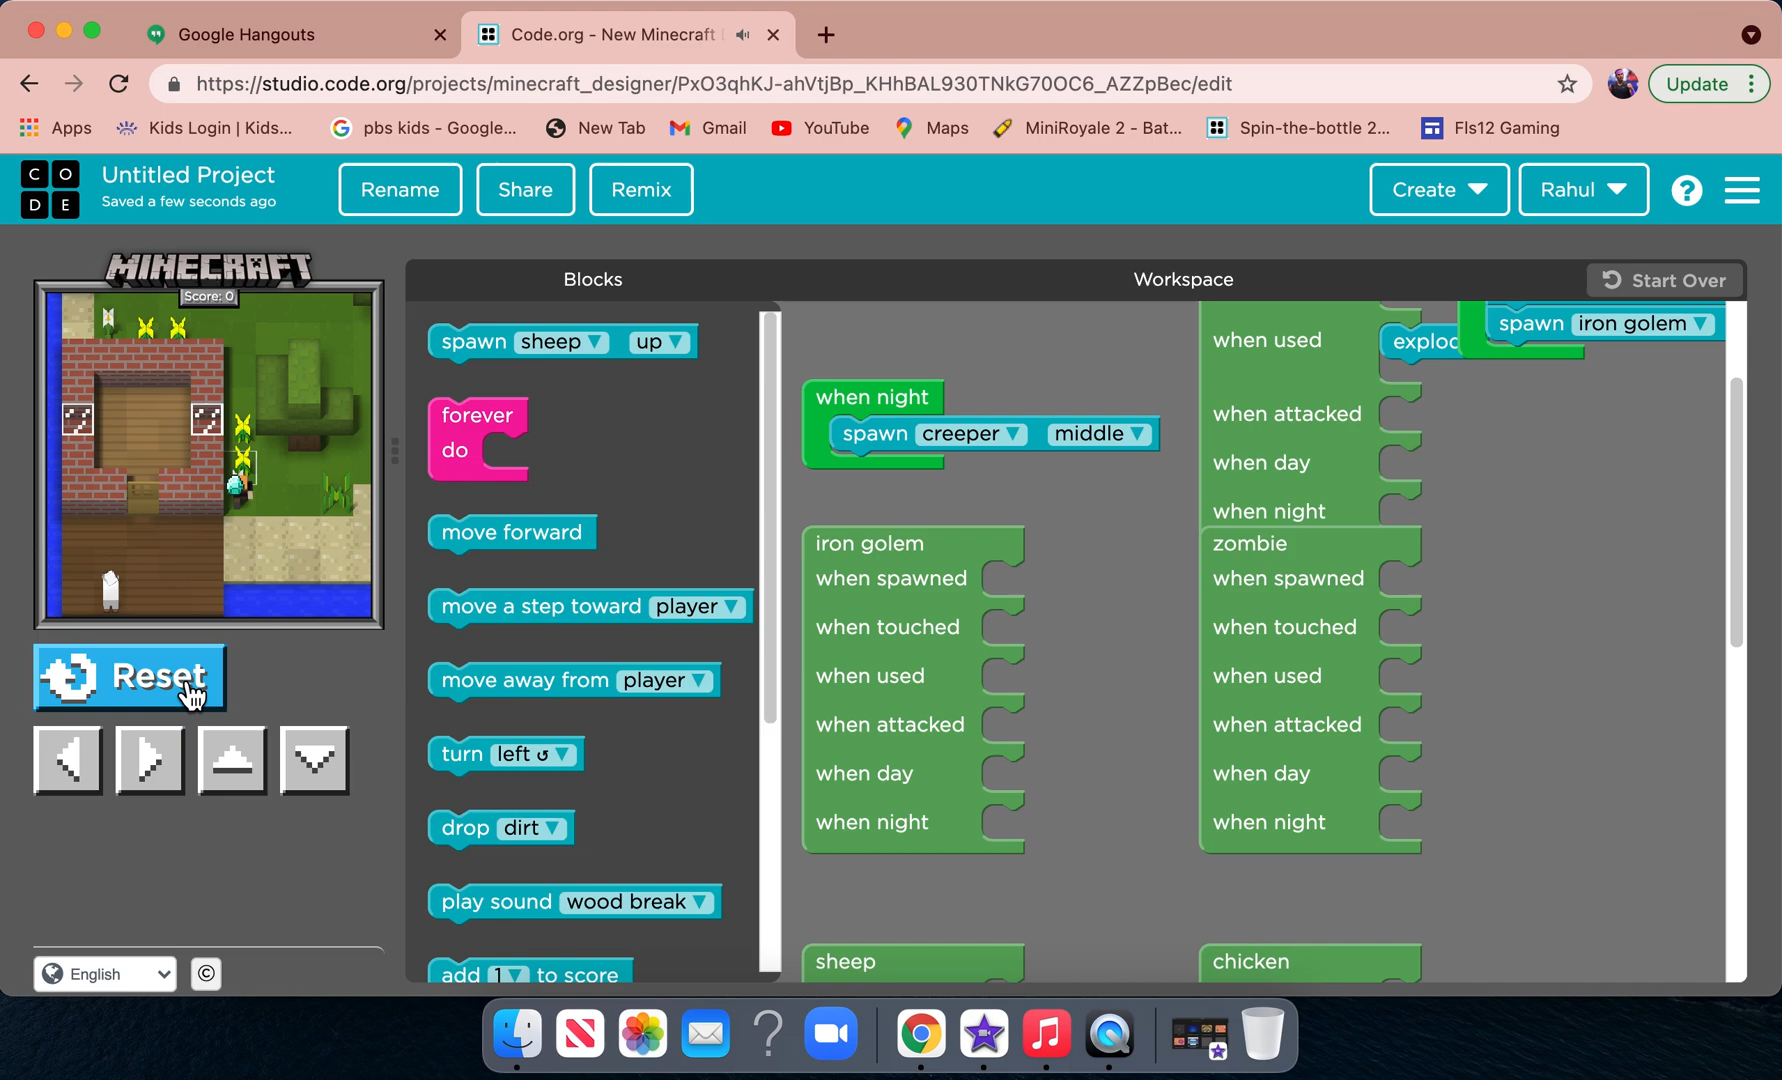 Google Hangouts
Code.org - New Minecraft
https://studio.code.org/projects/minecraft_designer/PxO3qhKJ-ahVtjBp_KHhBAL930TNkG70OC6_AZZpBec/edit
Update
Apps
Kids Login | Kids...
pbs kids - Google...
New Tab
Gmail
YouTube
Maps
MiniRoyale 2 - Bat...
Spin-the-bottle 2...
Fls12 Gaming
C O
D E
Untitled Project
Saved a few seconds ago
Rename
Share
Remix
Create
Rahul
?
MINECRAFT
Score: 0
Reset
English
©
Blocks
Workspace
Start Over
spawn sheep up
forever
do
move forward
move a step toward player
move away from player
turn left
drop dirt
play sound wood break
add 1 to score
when night
spawn creeper middle
when used
explod
when attacked
when day
when night
spawn iron golem
iron golem
when spawned
when touched
when used
when attacked
when day
when night
zombie
when spawned
when touched
when used
when attacked
when day
when night
sheep
chicken